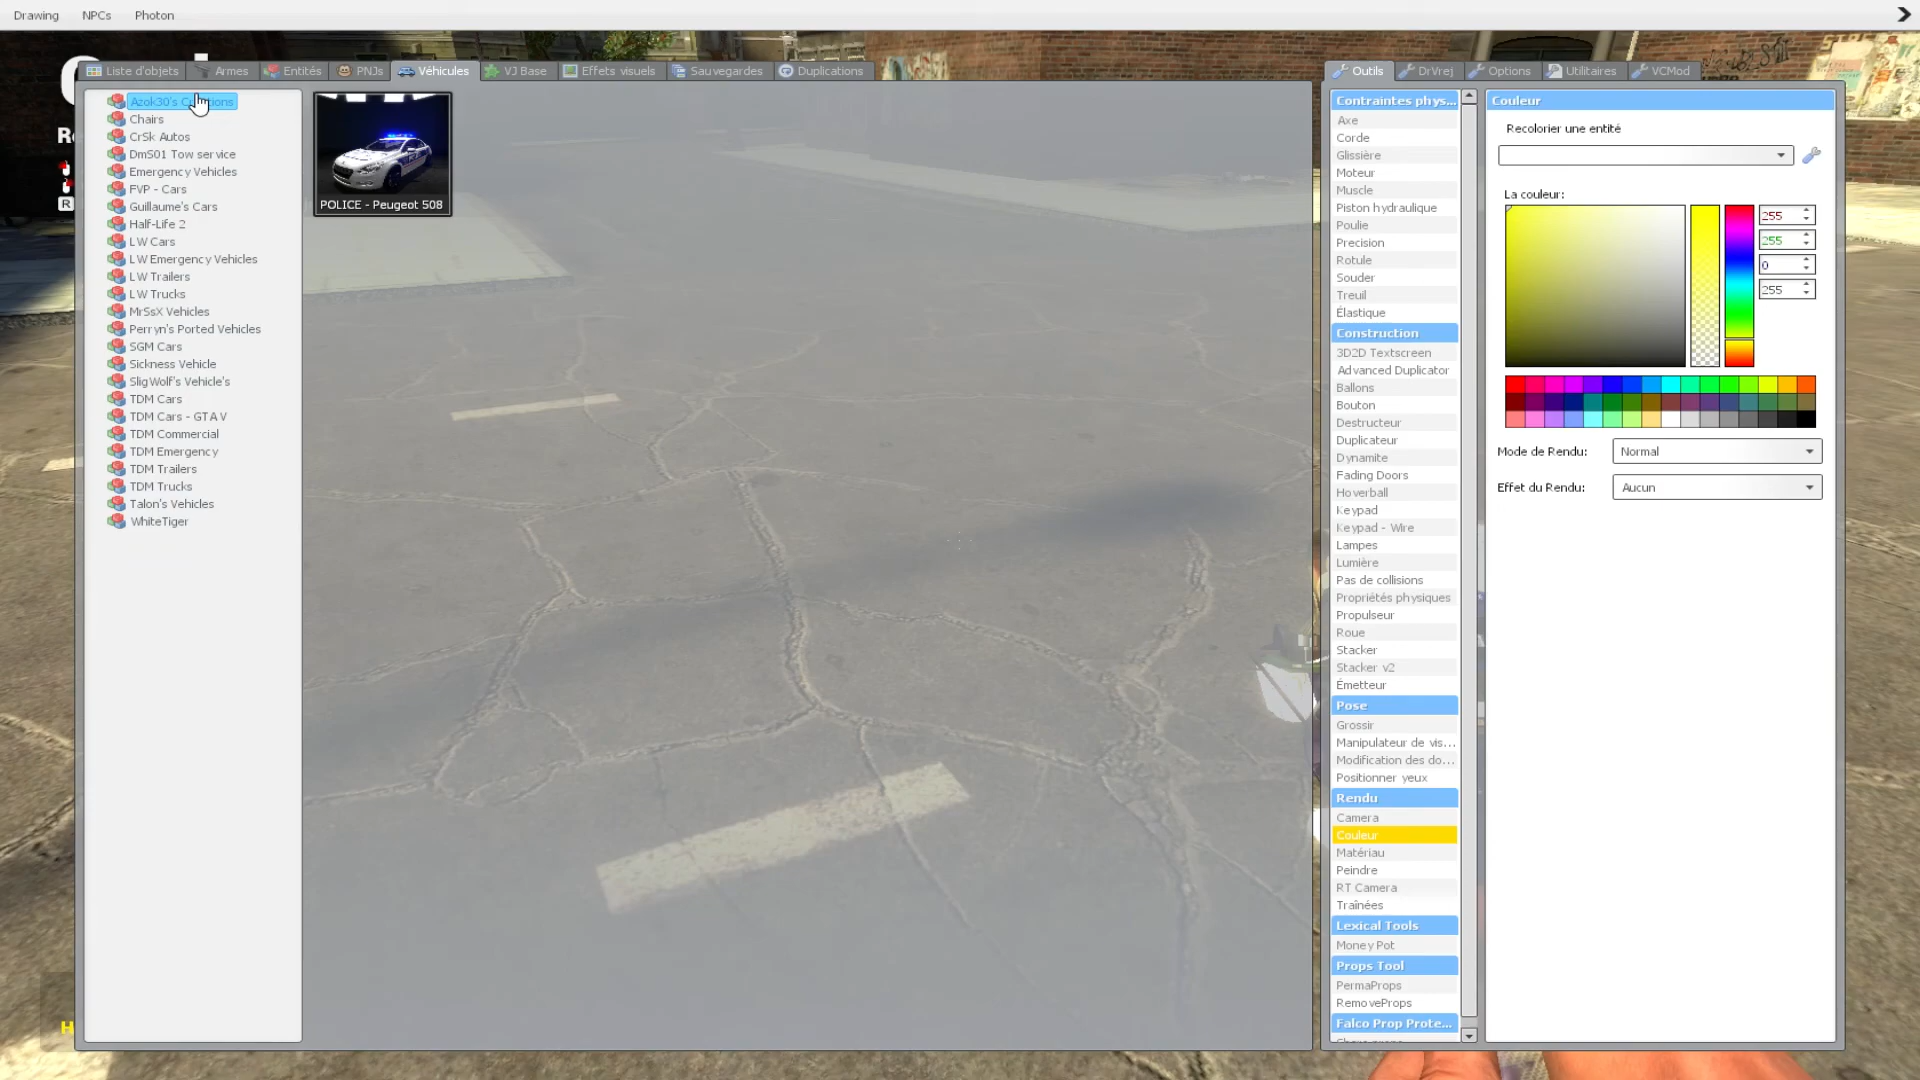 Drawing NPCs Photon
Liste d'objets Armes Entités PNJs Véhicules VJ Base Effets visuels Sauvegardes Duplications
Outils DrVrej Options Utilitaires VCMod
Chairs
CrSk Autos
DmS01 Tow service
Emergency Vehicles
FVP - Cars
Guillaume's Cars
Half-Life 2
LW Cars
LW Emergency Vehicles
LW Trailers
LW Trucks
MrSsX Vehicles
Perryn's Ported Vehicles
SGM Cars
Sickness Vehicle
SligWolf's Vehicle's
TDM Cars
TDM Cars - GTA V
TDM Commercial
TDM Emergency
TDM Trailers
TDM Trucks
Talon's Vehicles
WhiteTiger
POLICE - Peugeot 508
Contraintes phys...
Axe
Corde
Glissière
Moteur
Muscle
Piston hydraulique
Poulie
Precision
Rotule
Souder
Treuil
Élastique
Construction
3D2D Textscreen
Advanced Duplicator
Ballons
Bouton
Destructeur
Duplicateur
Dynamite
Fading Doors
Hoverball
Keypad
Keypad - Wire
Lampes
Lumière
Pas de collisions
Propriétés physiques
Propulseur
Roue
Stacker
Stacker v2
Émetteur
Pose
Grossir
Manipulateur de vis...
Modification des do...
Positionner yeux
Rendu
Camera
Couleur
Matériau
Peindre
RT Camera
Traînées
Lexical Tools
Money Pot
Props Tool
PermaProps
RemoveProps
Falco Prop Prote...
Couleur
Recolorier une entité
La couleur:
255
255
0
255
Mode de Rendu: Normal
Effet du Rendu: Aucun
R